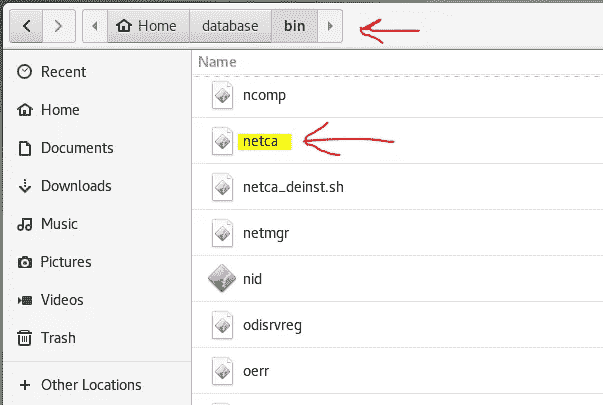 Home database bin
Recent
Home
Documents
Downloads
Music
Pictures
Videos
Trash
Other Locations
Name
ncomp
netca
netca_deinst.sh
netmgr
nid
odisrvreg
oerr